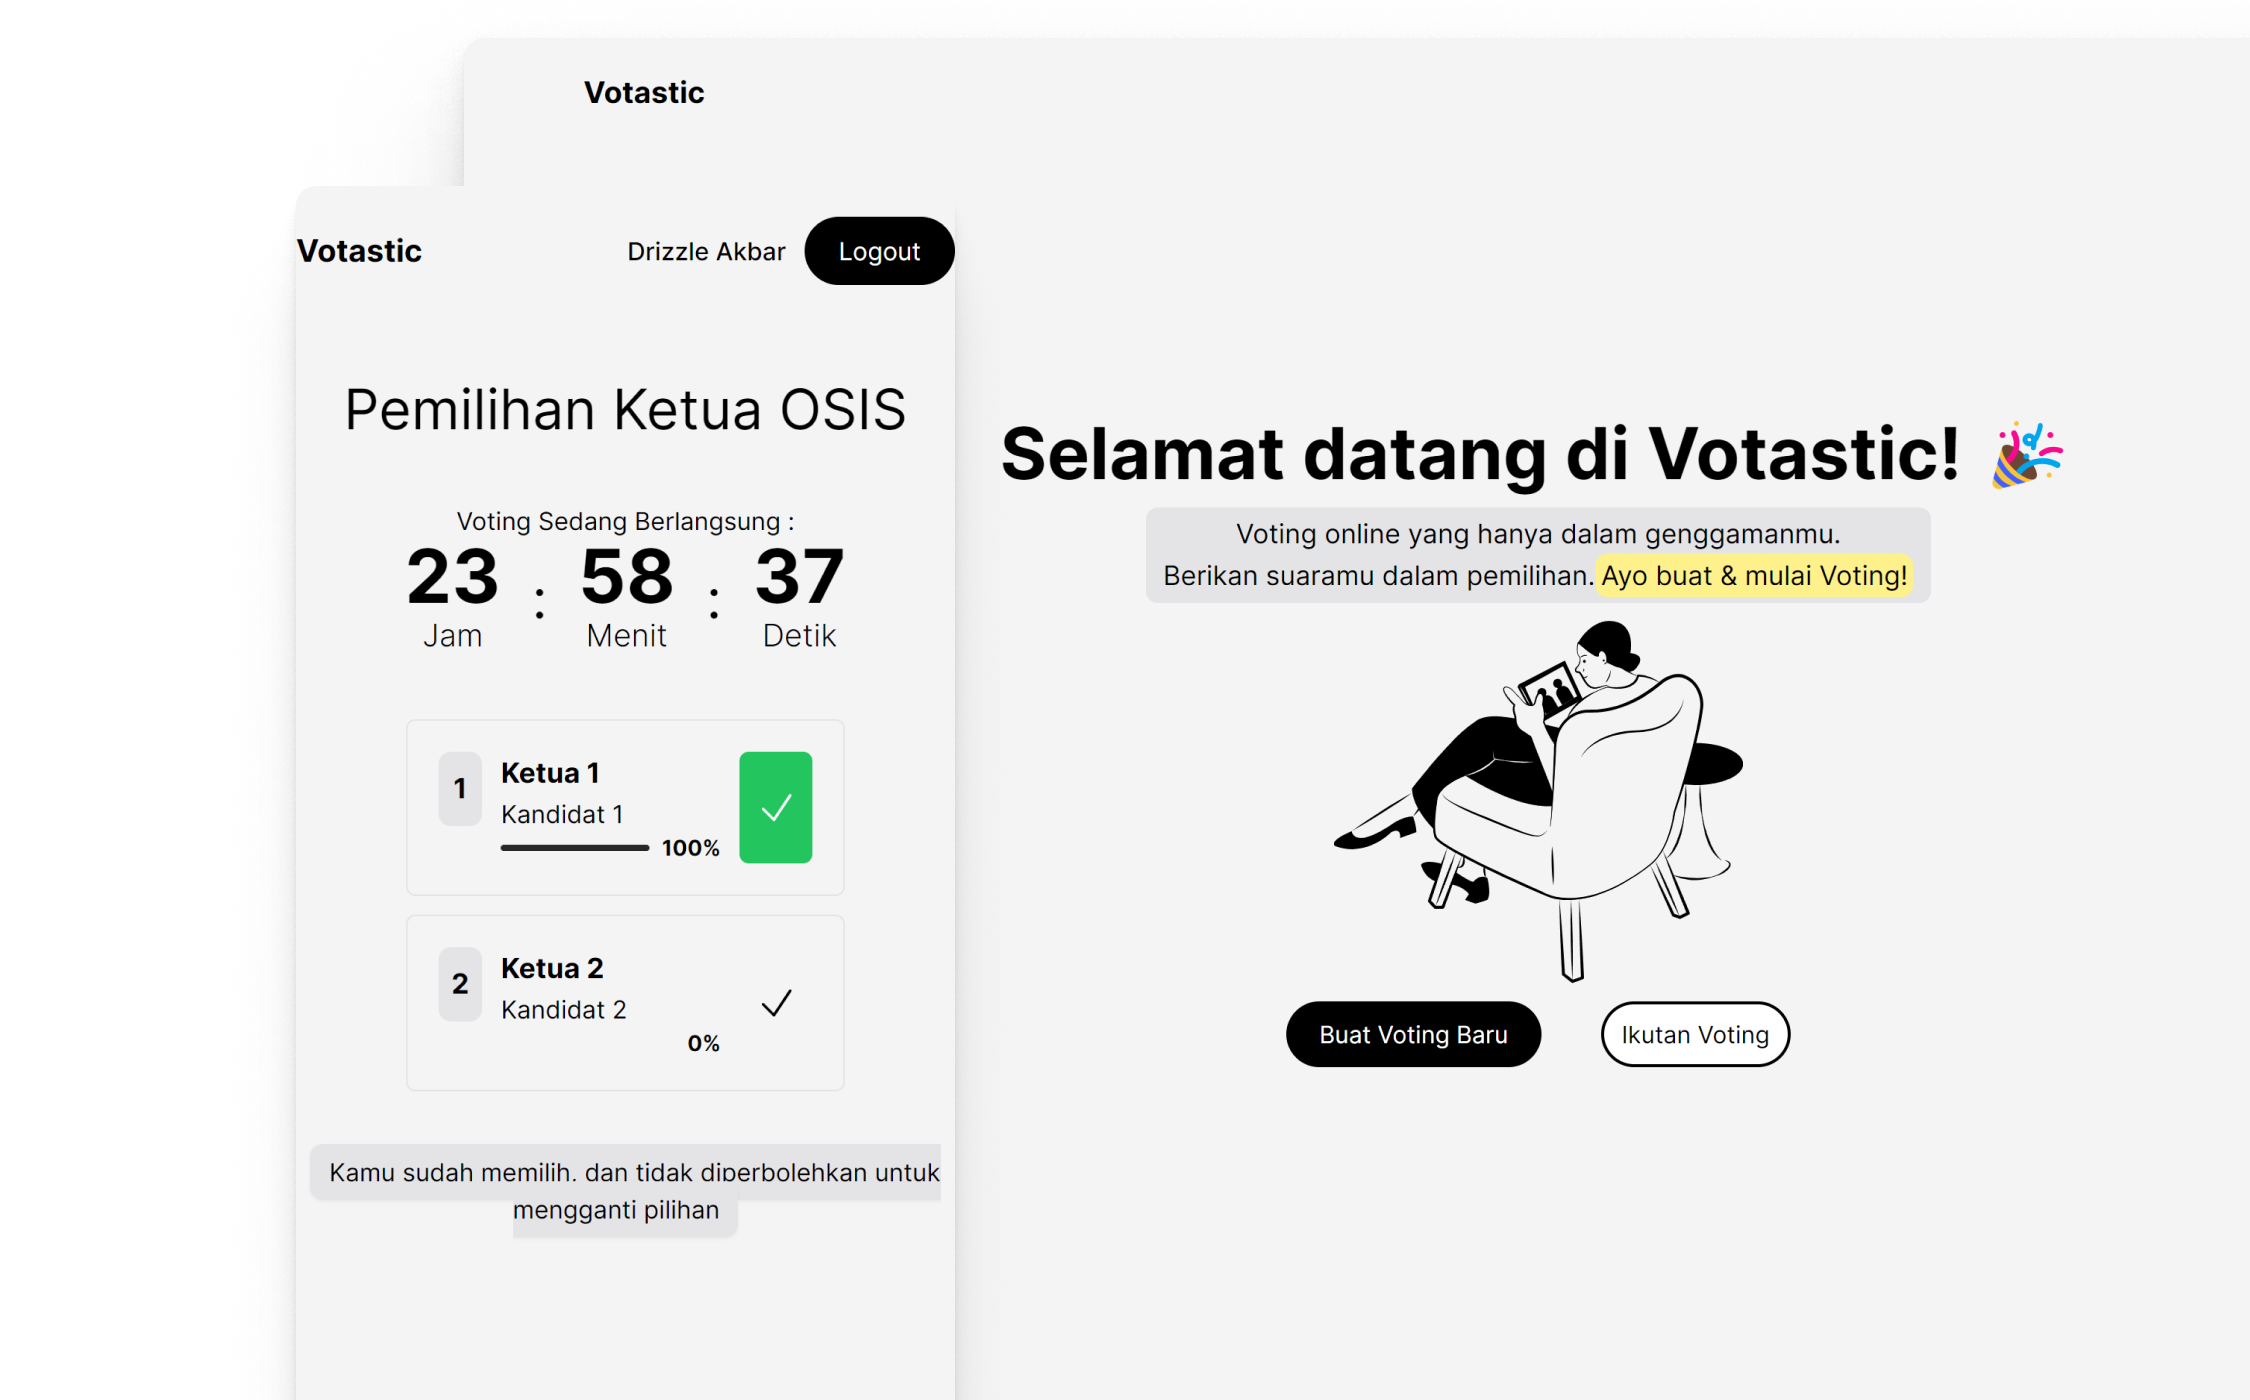 Votastic
Votastic
Drizzle Akbar
Logout
Pemilihan Ketua OSIS
Voting Sedang Berlangsung :
23 : 58 : 37
Jam Menit Detik
1
Ketua 1
Kandidat 1
100%
2
Ketua 2
Kandidat 2
0%
Kamu sudah memilih, dan tidak diperbolehkan untuk
mengganti pilihan
Selamat datang di Votastic! 🎉
Voting online yang hanya dalam genggamanmu.
Berikan suaramu dalam pemilihan. Ayo buat & mulai Voting!
Buat Voting Baru
Ikutan Voting